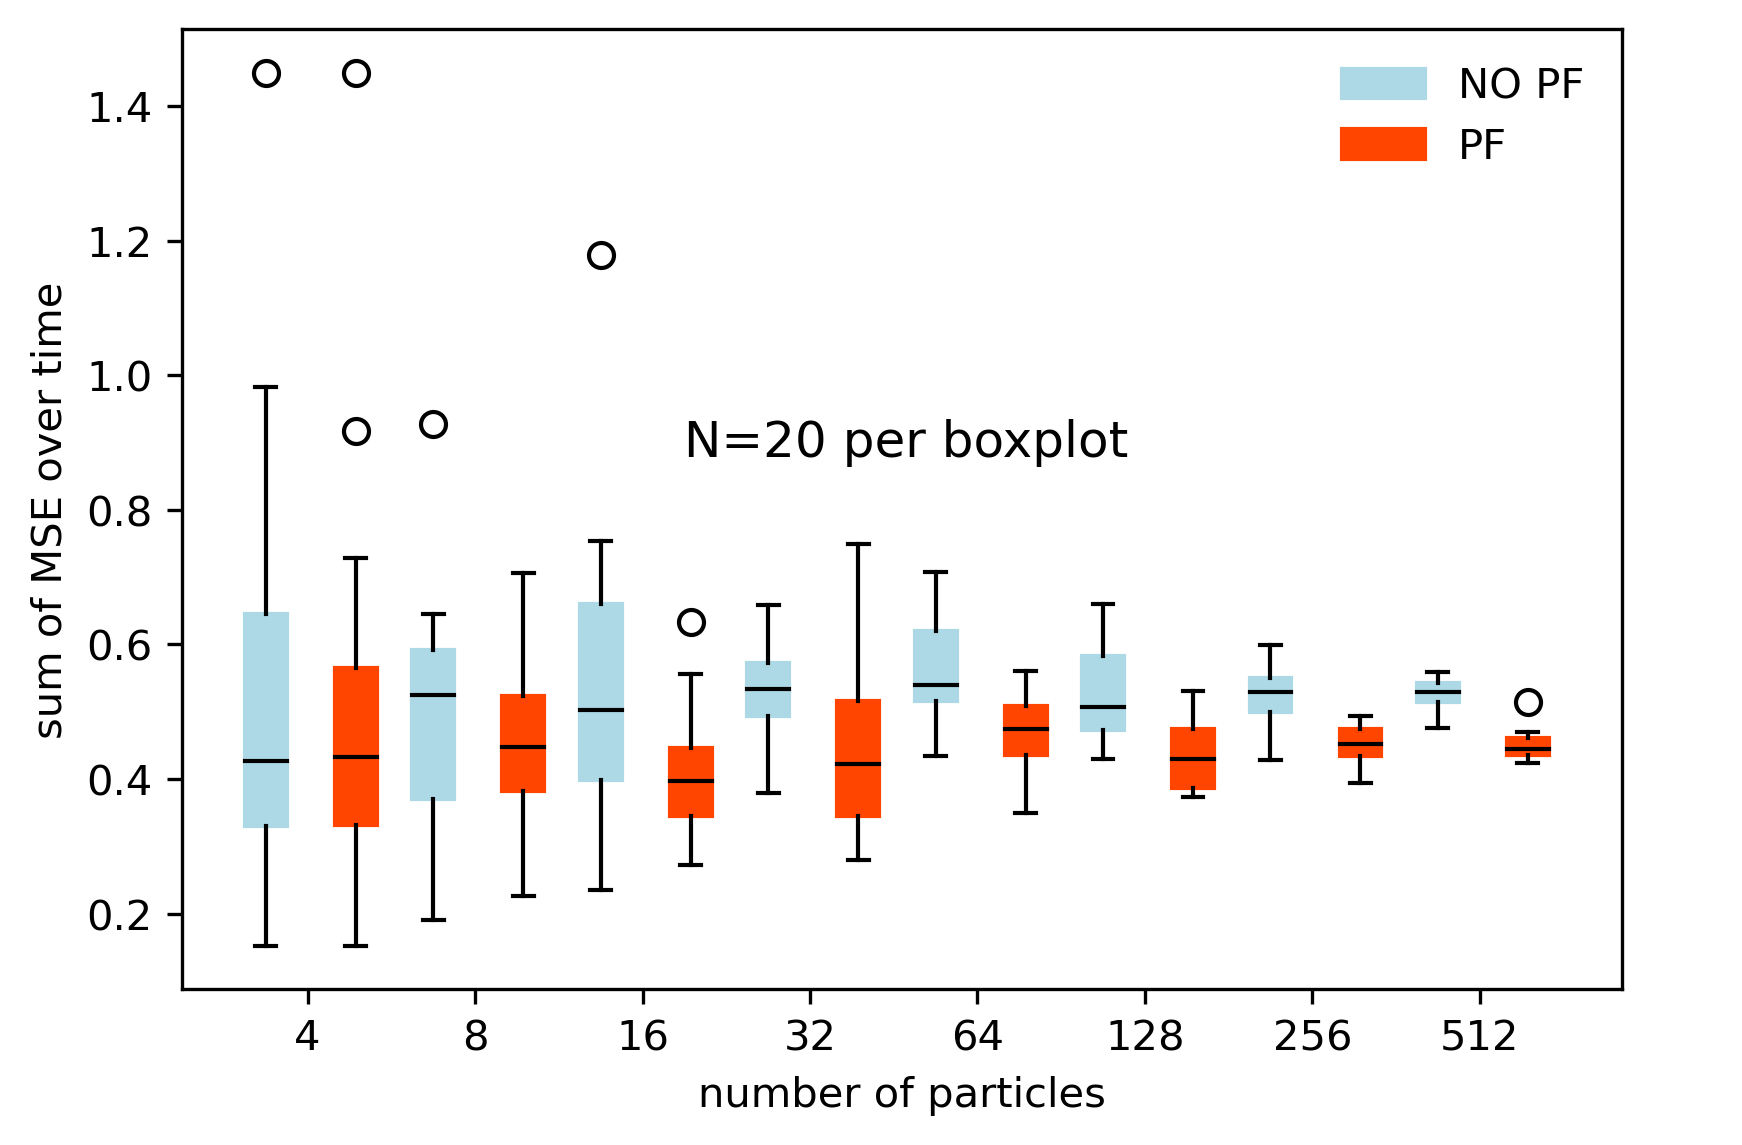 NO PF
PF
1.4
1.2
1.0
0.8
0.6
0.4
0.2
sum of MSE over time
N=20 per boxplot
4 8 16 32 64 128 256 512
number of particles